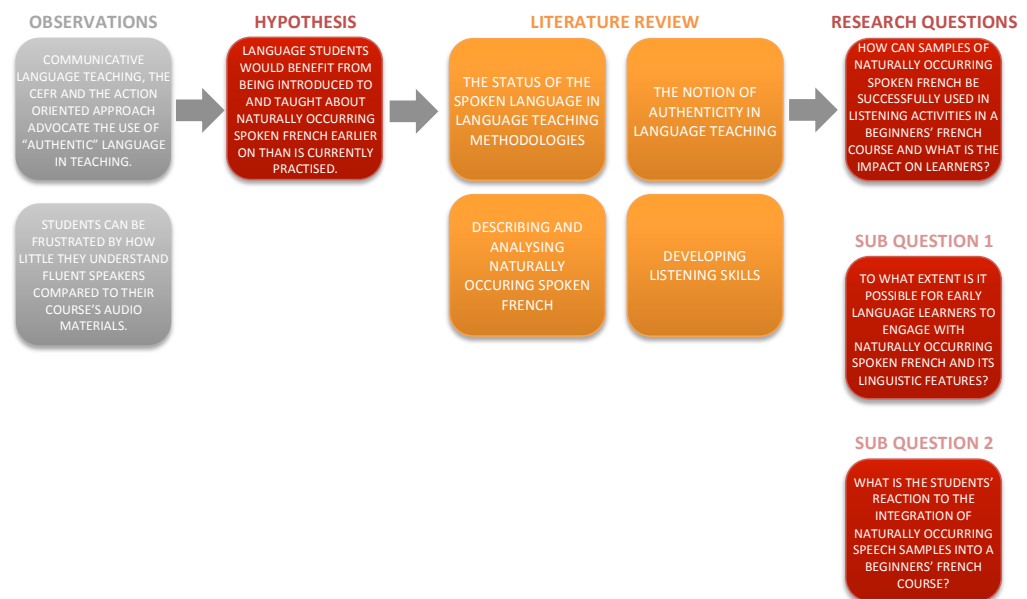 OBSERVATIONS
COMMUNICATIVE
LANGUAGE TEACHING, THE
CEFR AND THE ACTION
ORIENTED APPROACH
ADVOCATE THE USE OF
“AUTHENTIC” LANGUAGE
IN TEACHING.
STUDENTS CAN BE
FRUSTRATED BY HOW
LITTLE THEY UNDERSTAND
FLUENT SPEAKERS
COMPARED TO THEIR
COURSE’S AUDIO
MATERIALS.
HYPOTHESIS
LANGUAGE STUDENTS
WOULD BENEFIT FROM
BEING INTRODUCED TO
AND TAUGHT ABOUT
NATURALLY OCCURRING
SPOKEN FRENCH EARLIER
ON THAN IS CURRENTLY
PRACTISED.
LITERATURE REVIEW
THE STATUS OF THE
SPOKEN LANGUAGE IN
LANGUAGE TEACHING
METHODOLOGIES
THE NOTION OF
AUTHENTICITY IN
LANGUAGE TEACHING
DESCRIBING AND
ANALYSING
NATURALLY
OCCURING SPOKEN
FRENCH
DEVELOPING
LISTENING SKILLS
RESEARCH QUESTIONS
HOW CAN SAMPLES OF
NATURALLY OCCURRING
SPOKEN FRENCH BE
SUCCESSFULLY USED IN
LISTENING ACTIVITIES IN A
BEGINNERS’ FRENCH
COURSE AND WHAT IS THE
IMPACT ON LEARNERS?
SUB QUESTION 1
TO WHAT EXTENT IS IT
POSSIBLE FOR EARLY
LANGUAGE LEARNERS TO
ENGAGE WITH
NATURALLY OCCURRING
SPOKEN FRENCH AND ITS
LINGUISTIC FEATURES?
SUB QUESTION 2
WHAT IS THE STUDENTS’
REACTION TO THE
INTEGRATION OF
NATURALLY OCCURRING
SPEECH SAMPLES INTO A
BEGINNERS’ FRENCH
COURSE?